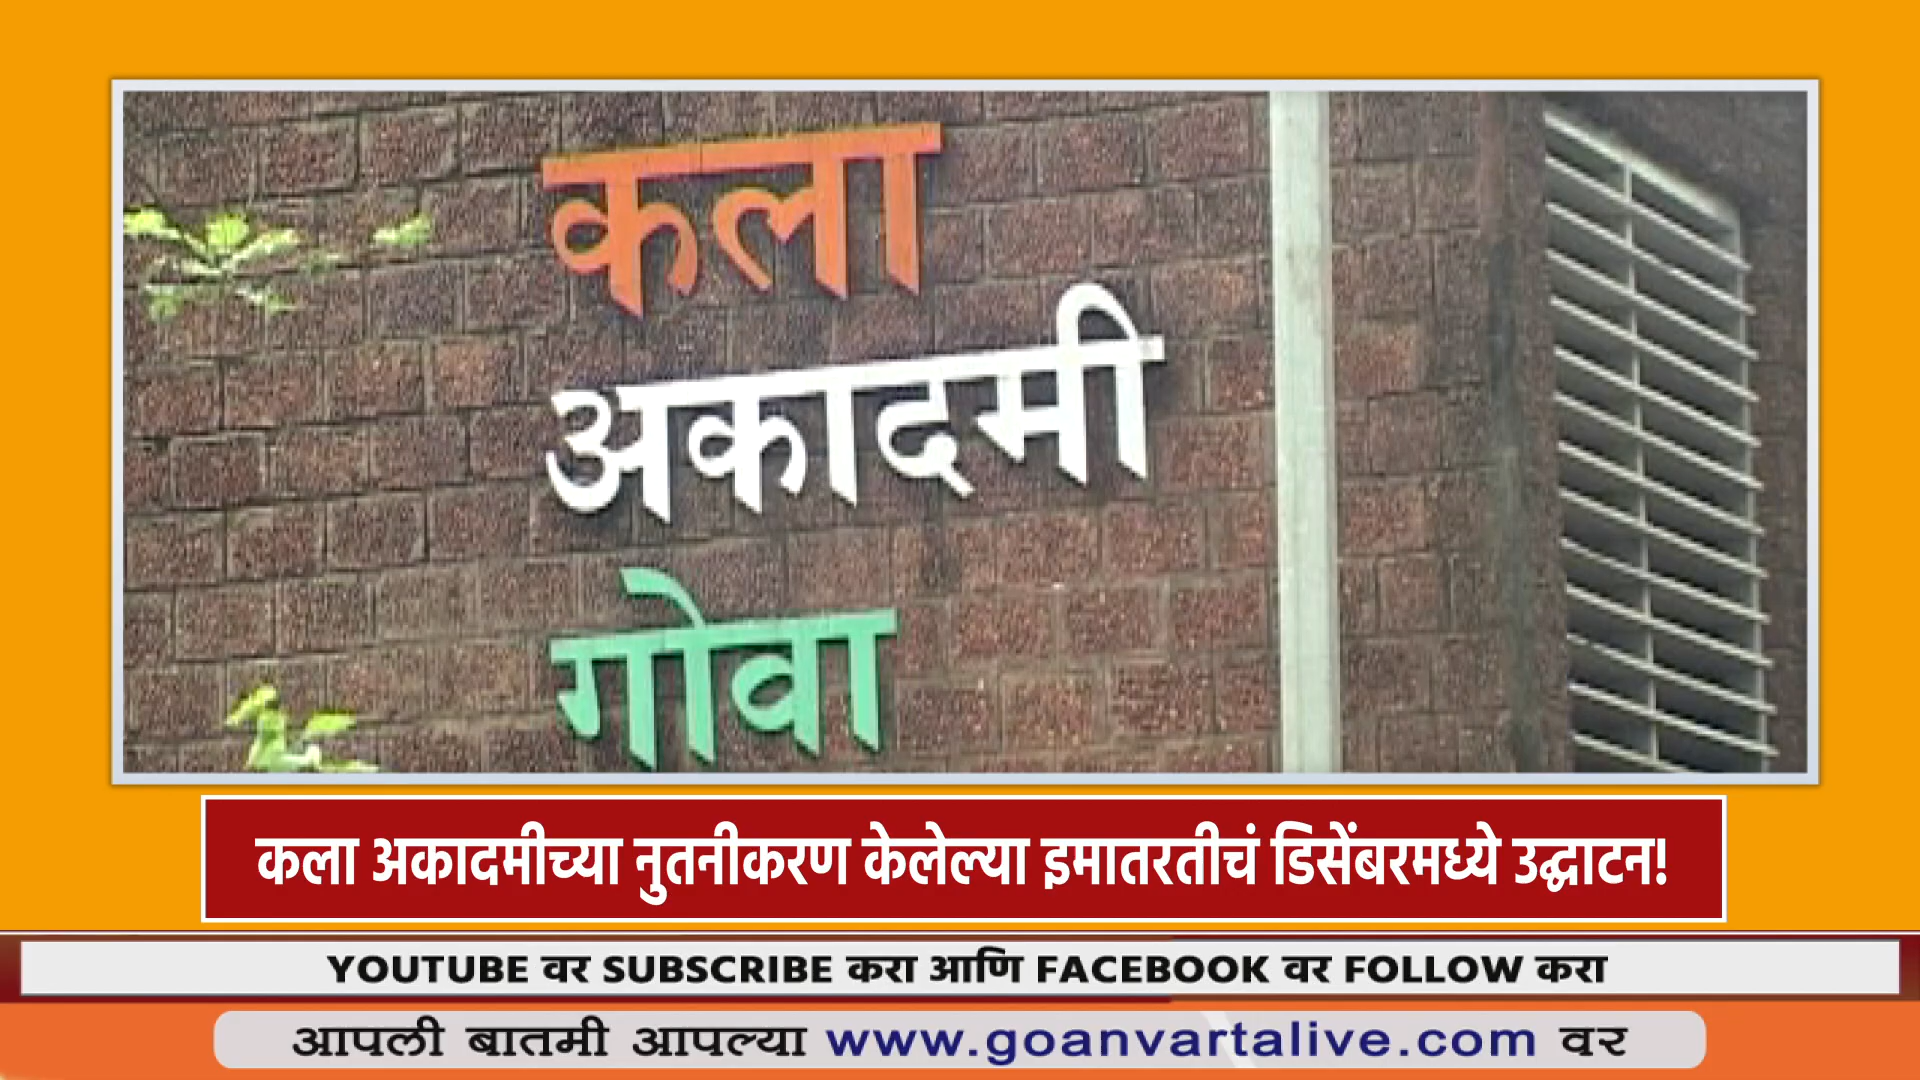 कला
अकादमी
गोवा
कला अकादमीच्या नुतनीकरण केलेल्या इमातरतीचं डिसेंबरमध्ये उद्घाटन!
YOUTUBE वर SUBSCRIBE करा आणि FACEBOOK वर FOLLOW करा
आपली बातमी आपल्या www.goanvartalive.com वर